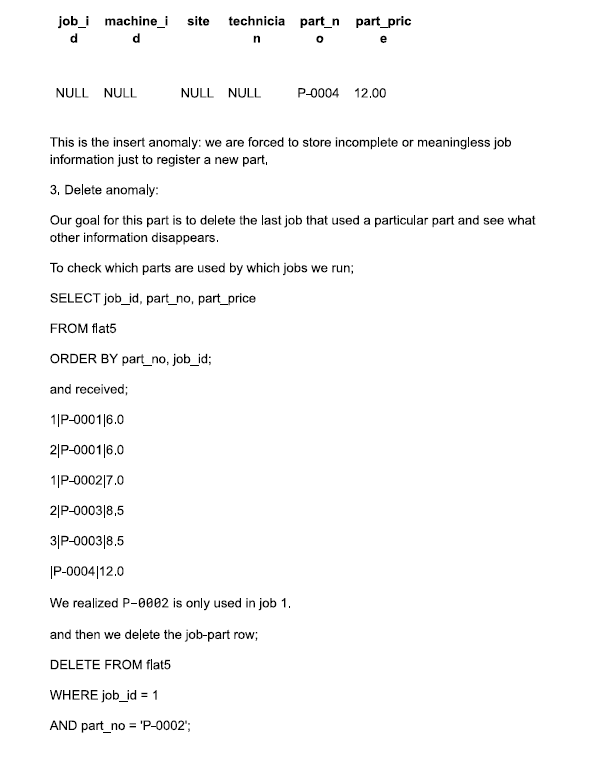 job_i machine_i site technicia part_n part_pric
d d n o e
NULL NULL NULL NULL P-0004 12.00
This is the insert anomaly: we are forced to store incomplete or meaningless job
information just to register a new part,
3, Delete anomaly:
Our goal for this part is to delete the last job that used a particular part and see what
other information disappears.
To check which parts are used by which jobs we run;
SELECT job_id, part_no, part_price
FROM flat5
ORDER BY part_no, job_id;
and received;
1|P-0001|6.0
2|P-0001|6.0
1|P-0002|7.0
2|P-0003|8.5
3|P-0003|8.5
|P-0004|12.0
We realized P-0002 is only used in job 1.
and then we delete the job-part row;
DELETE FROM flat5
WHERE job_id = 1
AND part_no = 'P-0002';